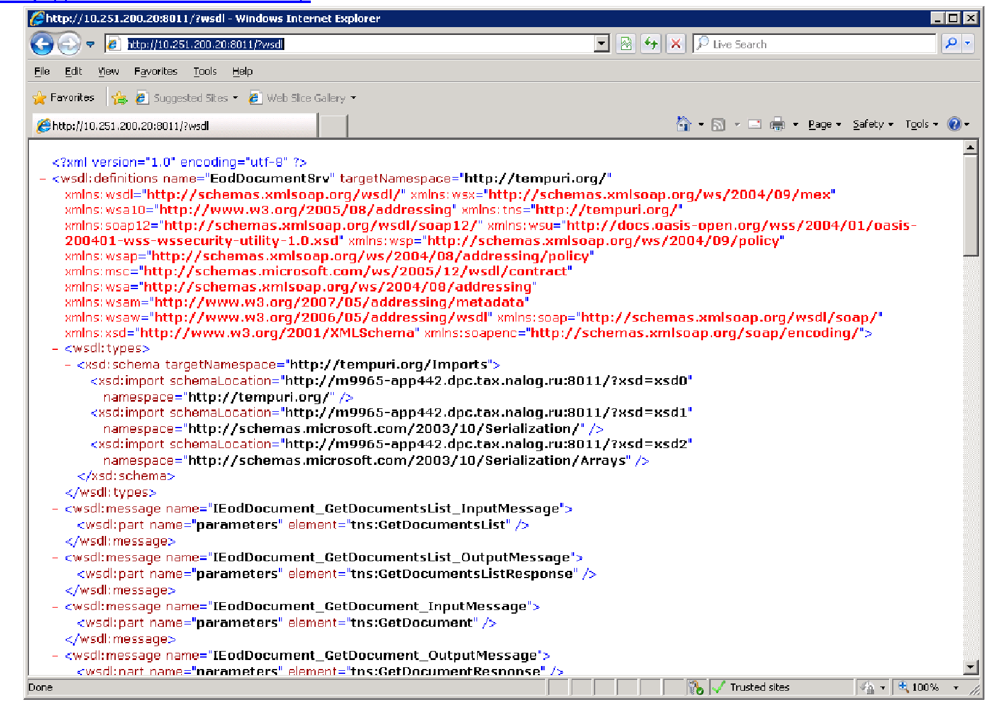 http://10.251.200.20:8011/?wsdl - Windows Internet Explorer
http://10.251.200.20:8011/?wsdl
Live Search
File Edit View Favorites Tools Help
Favorites Suggested Sites Web Slice Gallery
http://10.251.200.20:8011/?wsdl Page Safety Tools
<?xml version="1.0" encoding="utf-8" ?>
- <wsdl:definitions name="EodDocumentSrv" targetNamespace="http://tempuri.org/"
xmlns:wsdl="http://schemas.xmlsoap.org/wsdl/" xmlns:wsx="http://schemas.xmlsoap.org/ws/2004/09/mex"
xmlns:wsa10="http://www.w3.org/2005/08/addressing" xmlns:tns="http://tempuri.org/"
xmlns:soap12="http://schemas.xmlsoap.org/wsdl/soap12/" xmlns:wsu="http://docs.oasis-open.org/wss/2004/01/oasis-
200401-wss-wssecurity-utility-1.0.xsd" xmlns:wsp="http://schemas.xmlsoap.org/ws/2004/09/policy"
xmlns:wsap="http://schemas.xmlsoap.org/ws/2004/08/addressing/policy"
xmlns:msc="http://schemas.microsoft.com/ws/2005/12/wsdl/contract"
xmlns:wsa="http://schemas.xmlsoap.org/ws/2004/08/addressing"
xmlns:wsam="http://www.w3.org/2007/05/addressing/metadata"
xmlns:wsaw="http://www.w3.org/2006/05/addressing/wsdl" xmlns:soap="http://schemas.xmlsoap.org/wsdl/soap/"
xmlns:xsd="http://www.w3.org/2001/XMLSchema" xmlns:soapenc="http://schemas.xmlsoap.org/soap/encoding/">
- <wsdl:types>
- <xsd:schema targetNamespace="http://tempuri.org/Imports">
<xsd:import schemaLocation="http://m9965-app442.dpc.tax.nalog.ru:8011/?xsd=xsd0"
namespace="http://tempuri.org/" />
<xsd:import schemaLocation="http://m9965-app442.dpc.tax.nalog.ru:8011/?xsd=xsd1"
namespace="http://schemas.microsoft.com/2003/10/Serialization/" />
<xsd:import schemaLocation="http://m9965-app442.dpc.tax.nalog.ru:8011/?xsd=xsd2"
namespace="http://schemas.microsoft.com/2003/10/Serialization/Arrays" />
</xsd:schema>
</wsdl:types>
- <wsdl:message name="IEodDocument_GetDocumentsList_InputMessage">
<wsdl:part name="parameters" element="tns:GetDocumentsList" />
</wsdl:message>
- <wsdl:message name="IEodDocument_GetDocumentsList_OutputMessage">
<wsdl:part name="parameters" element="tns:GetDocumentsListResponse" />
</wsdl:message>
- <wsdl:message name="IEodDocument_GetDocument_InputMessage">
<wsdl:part name="parameters" element="tns:GetDocument" />
</wsdl:message>
- <wsdl:message name="IEodDocument_GetDocument_OutputMessage">
<wsdl:part name="parameters" element="tns:GetDocumentResponse" />
Done Trusted sites 100%